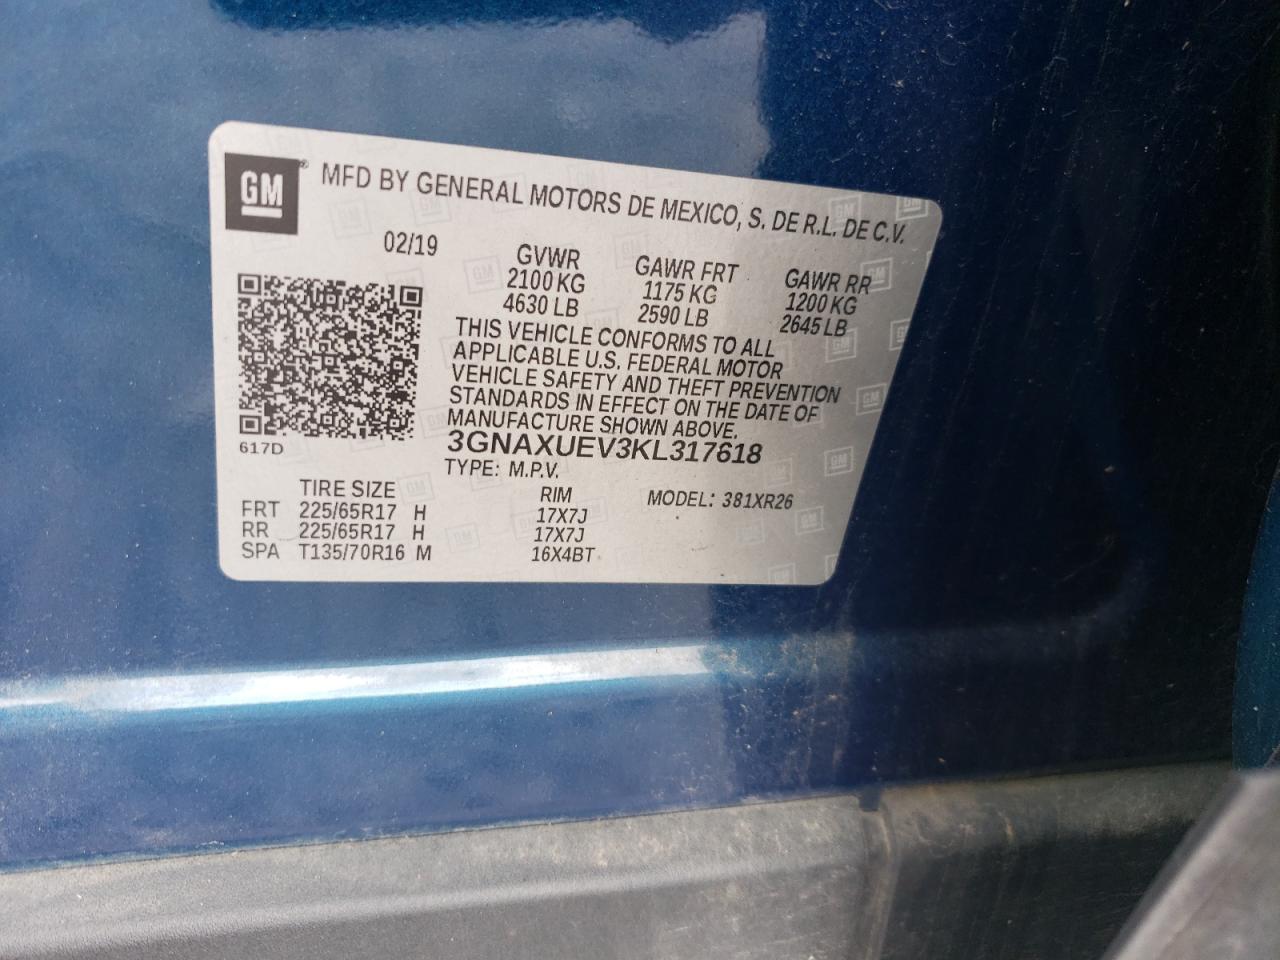 GM® MFD BY GENERAL MOTORS DE MEXICO, S. DE R.L. DE C.V.
02/19
GVWR GAWR FRT GAWR RR
2100 KG 1175 KG 1200 KG
4630 LB 2590 LB 2645 LB
THIS VEHICLE CONFORMS TO ALL
APPLICABLE U.S. FEDERAL MOTOR
VEHICLE SAFETY AND THEFT PREVENTION
STANDARDS IN EFFECT ON THE DATE OF
MANUFACTURE SHOWN ABOVE.
617D
3GNAXUEV3KL317618
TYPE: M.P.V.
TIRE SIZE RIM MODEL: 381XR26
FRT 225/65R17 H 17X7J
RR 225/65R17 H 17X7J
SPA T135/70R16 M 16X4BT